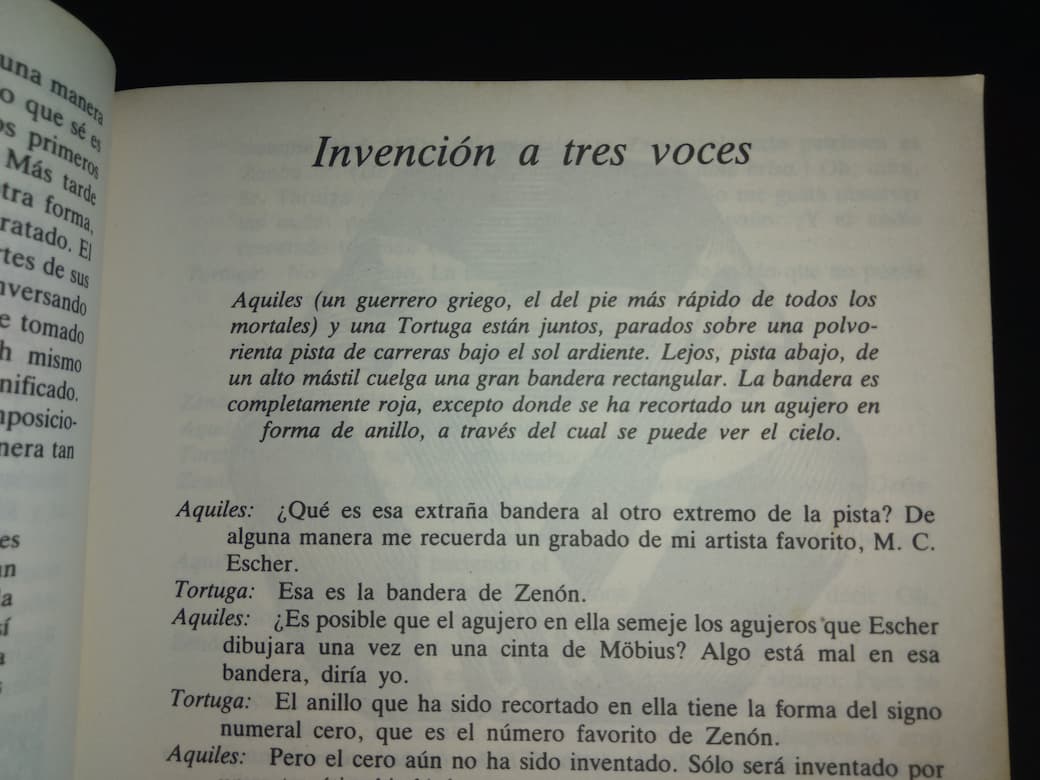 una manera
o que sé es
os primeros
Más tarde
tra forma,
ratado. El
rtes de sus
nversando
e tomado
h mismo
nificado.
mposicio-
nera tan
es
Invención a tres voces
Aquiles (un guerrero griego, el del pie más rápido de todos los
mortales) y una Tortuga están juntos, parados sobre una polvo-
rienta pista de carreras bajo el sol ardiente. Lejos, pista abajo, de
un alto mástil cuelga una gran bandera rectangular. La bandera es
completamente roja, excepto donde se ha recortado un agujero en
forma de anillo, a través del cual se puede ver el cielo.
Aquiles: ¿Qué es esa extraña bandera al otro extremo de la pista? De
alguna manera me recuerda un grabado de mi artista favorito, M. C.
Escher.
Tortuga: Esa es la bandera de Zenón.
Aquiles: ¿Es posible que el agujero en ella semeje los agujeros que Escher
dibujara una vez en una cinta de Möbius? Algo está mal en esa
bandera, diría yo.
Tortuga: El anillo que ha sido recortado en ella tiene la forma del signo
numeral cero, que es el número favorito de Zenón.
Aquiles: Pero el cero aún no ha sido inventado. Sólo será inventado por